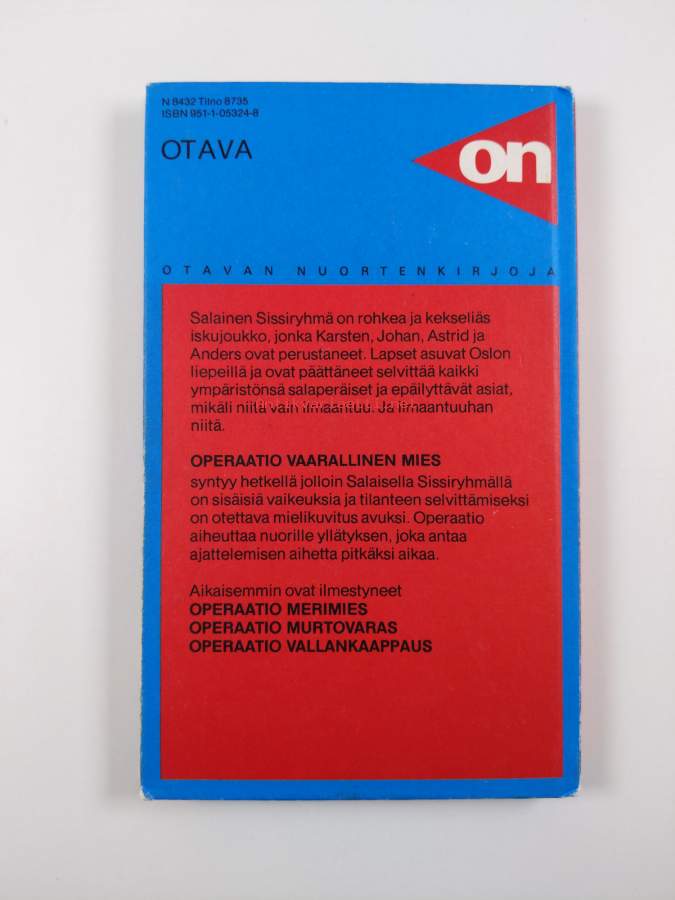 N 8432 Tilno 8735
ISBN 951-1-05324-8
OTAVA
on
OTAVAN NUORTENKIRJOJA
Salainen Sissiryhmä on rohkea ja kekseliäs
iskujoukko, jonka Karsten, Johan, Astrid ja
Anders ovat perustaneet. Lapset asuvat Oslon
liepeillä ja ovat päättäneet selvittää kaikki
ympäristönsä salaperäiset ja epäilyttävät asiat,
mikäli niitä vain ilmaantuu. Ja ilmaantuuhan
niitä.
OPERAATIO VAARALLINEN MIES
syntyy hetkellä jolloin Salaisella Sissiryhmällä
on sisäisiä vaikeuksia ja tilanteen selvittämiseksi
on otettava mielikuvitus avuksi. Operaatio
aiheuttaa nuorille yllätyksen, joka antaa
ajattelemisen aihetta pitkäksi aikaa.
Aikaisemmin ovat ilmestyneet
OPERAATIO MERIMIES
OPERAATIO MURTOVARAS
OPERAATIO VALLANKAAPPAUS